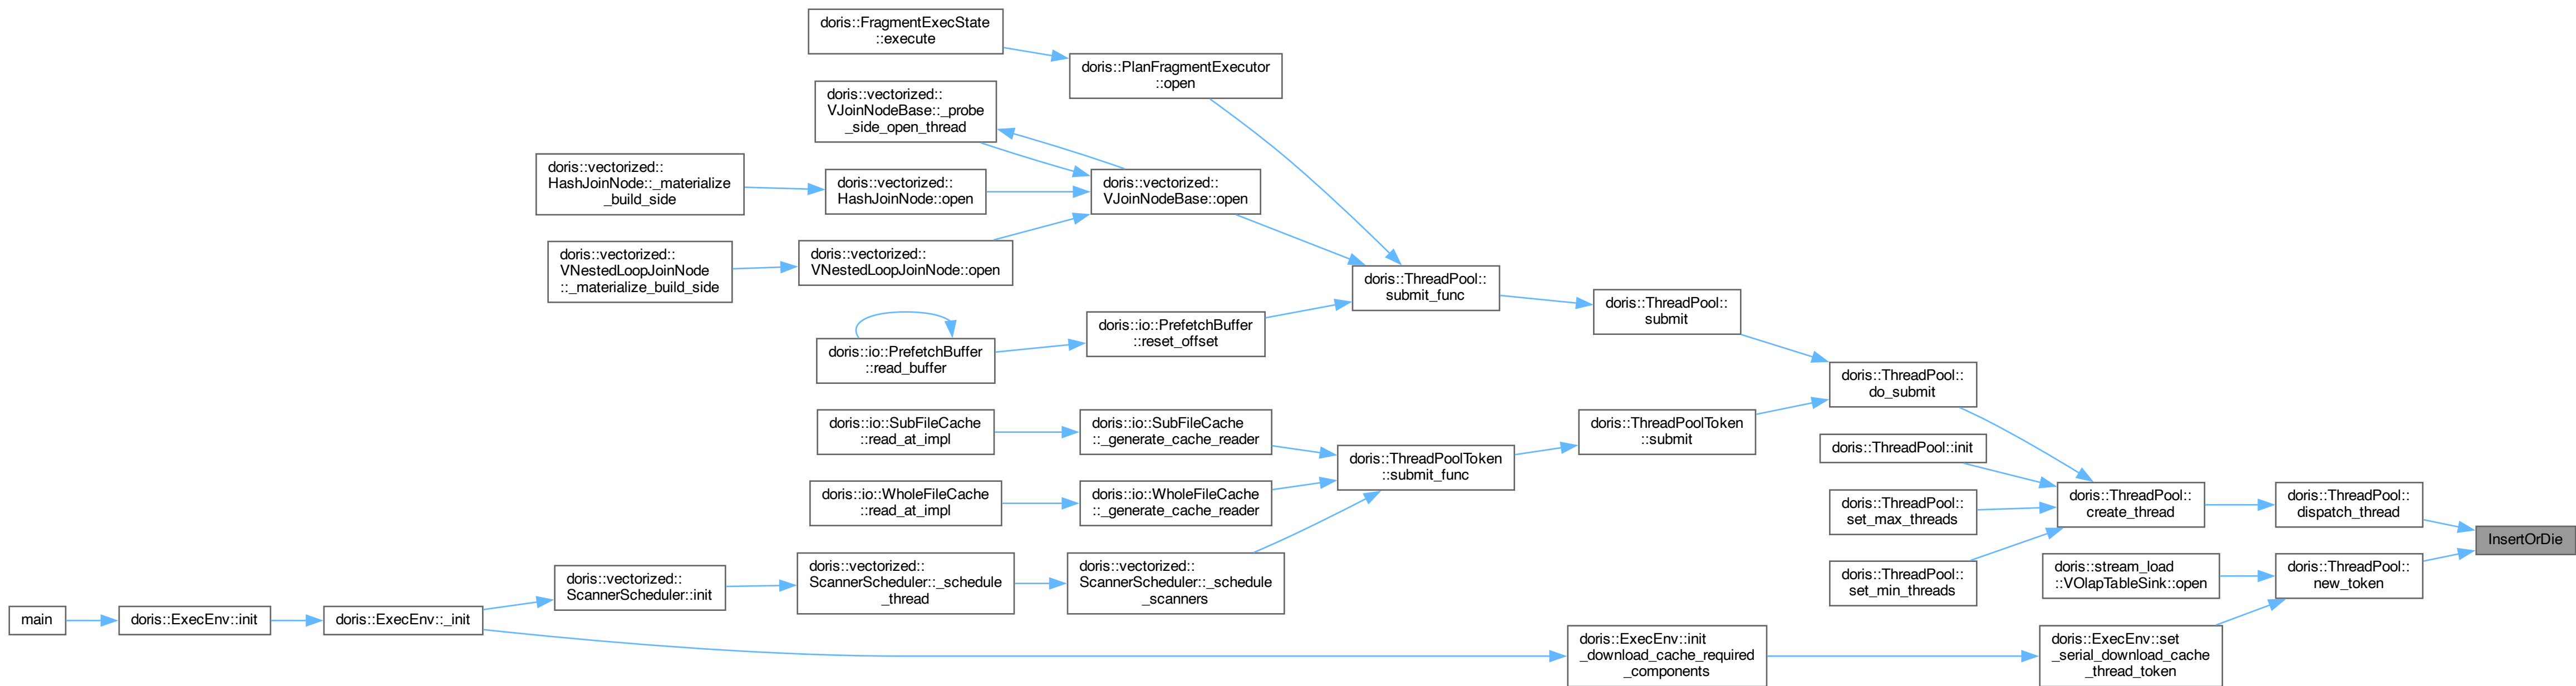 doris::FragmentExecState
::execute
doris::PlanFragmentExecutor
::open
doris::vectorized::
VJoinNodeBase::_probe
_side_open_thread
doris::vectorized::
HashJoinNode::_materialize
_build_side
doris::vectorized::
HashJoinNode::open
doris::vectorized::
VJoinNodeBase::open
doris::vectorized::
VNestedLoopJoinNode
::_materialize_build_side
doris::vectorized::
VNestedLoopJoinNode::open
doris::ThreadPool::
submit_func
doris::ThreadPool::
submit
doris::io::PrefetchBuffer
::read_buffer
doris::io::PrefetchBuffer
::reset_offset
doris::ThreadPool::
do_submit
doris::io::SubFileCache
::read_at_impl
doris::io::SubFileCache
::_generate_cache_reader
doris::ThreadPoolToken
::submit
doris::ThreadPoolToken
::submit_func
doris::ThreadPool::init
doris::io::WholeFileCache
::read_at_impl
doris::io::WholeFileCache
::_generate_cache_reader
doris::ThreadPool::
set_max_threads
doris::ThreadPool::
create_thread
doris::ThreadPool::
dispatch_thread
InsertOrDie
doris::vectorized::
ScannerScheduler::init
doris::vectorized::
ScannerScheduler::_schedule
_thread
doris::vectorized::
ScannerScheduler::_schedule
_scanners
doris::ThreadPool::
set_min_threads
doris::stream_load
::VOlapTableSink::open
doris::ThreadPool::
new_token
main
doris::ExecEnv::init
doris::ExecEnv::_init
doris::ExecEnv::init
_download_cache_required
_components
doris::ExecEnv::set
_serial_download_cache
_thread_token